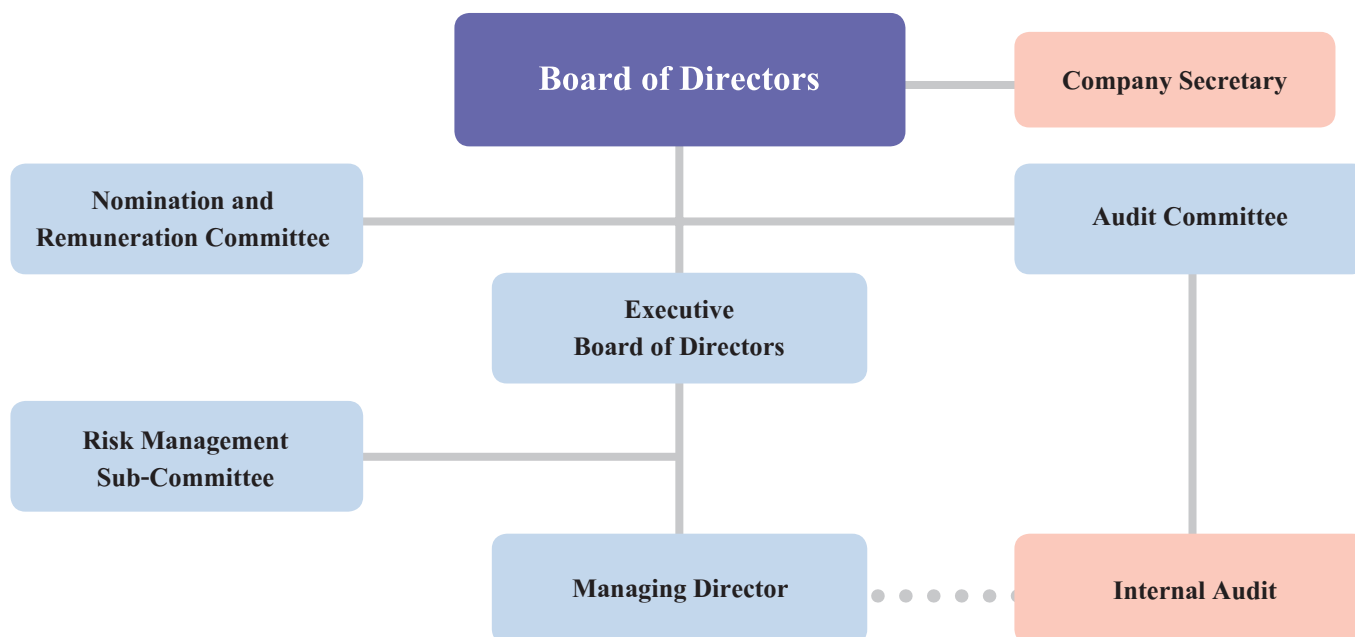 Board of Directors
Company Secretary
Nomination and
Remuneration Committee
Audit Committee
Executive
Board of Directors
Risk Management
Sub-Committee
Managing Director
Internal Audit